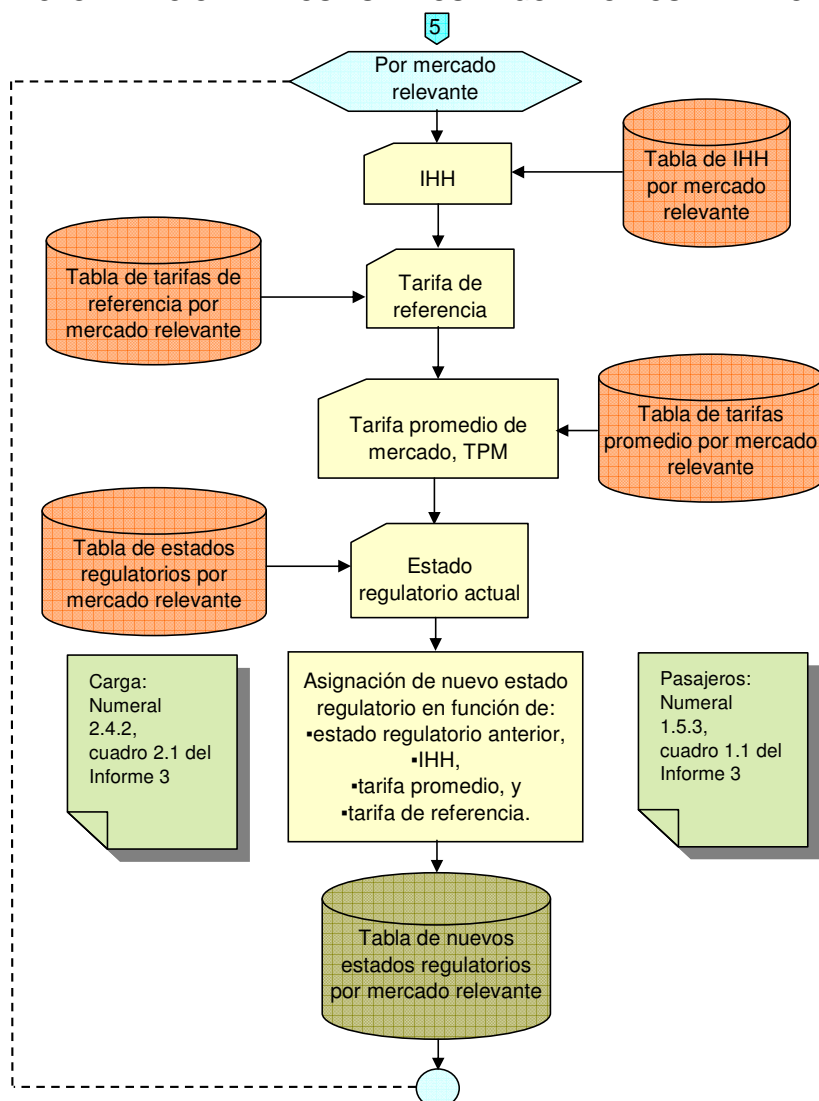 5
Por mercado
relevante
Tabla de IHH
por mercado
relevante
IHH
Tabla de tarifas de
referencia por
mercado relevante
Tarifa de
referencia
Tarifa promedio de
mercado, TPM
Tabla de tarifas
promedio por mercado
relevante
Tabla de estados
regulatorios por
mercado relevante
Estado
regulatorio actual
Carga:
Numeral
2.4.2,
cuadro 2.1 del
Informe 3
Asignación de nuevo estado
regulatorio en función de:
▪estado regulatorio anterior,
▪IHH,
▪tarifa promedio, y
▪tarifa de referencia.
Pasajeros:
Numeral
1.5.3,
cuadro 1.1 del
Informe 3
Tabla de nuevos
estados regulatorios
por mercado relevante